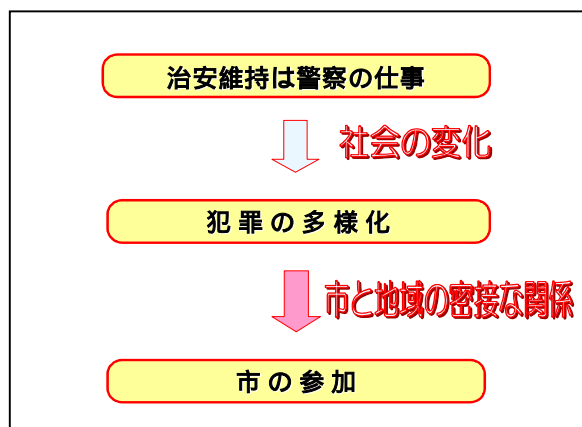 治安維持は警察の仕事
社会の変化
犯罪の多様化
市と地域の密接な関係
市の参加